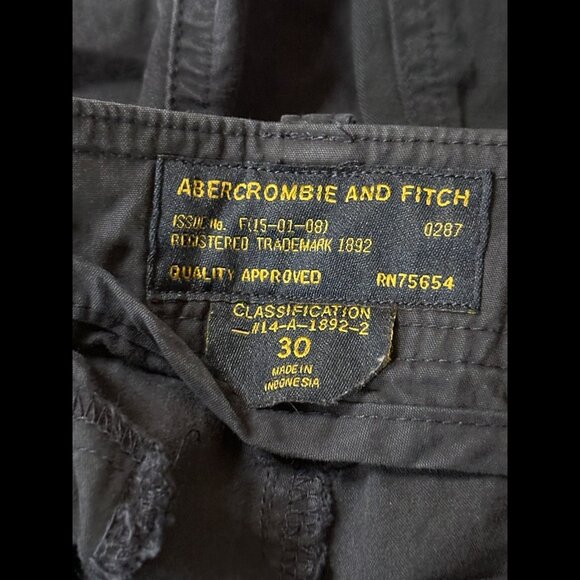 ABERCROMBIE AND FITCH
ISSUE No. F(15-01-08) 0287
REGISTERED TRADEMARK 1892
QUALITY APPROVED RN75654
CLASSIFICATION
#14-A-1892-2
30
MADE IN
INDONESIA